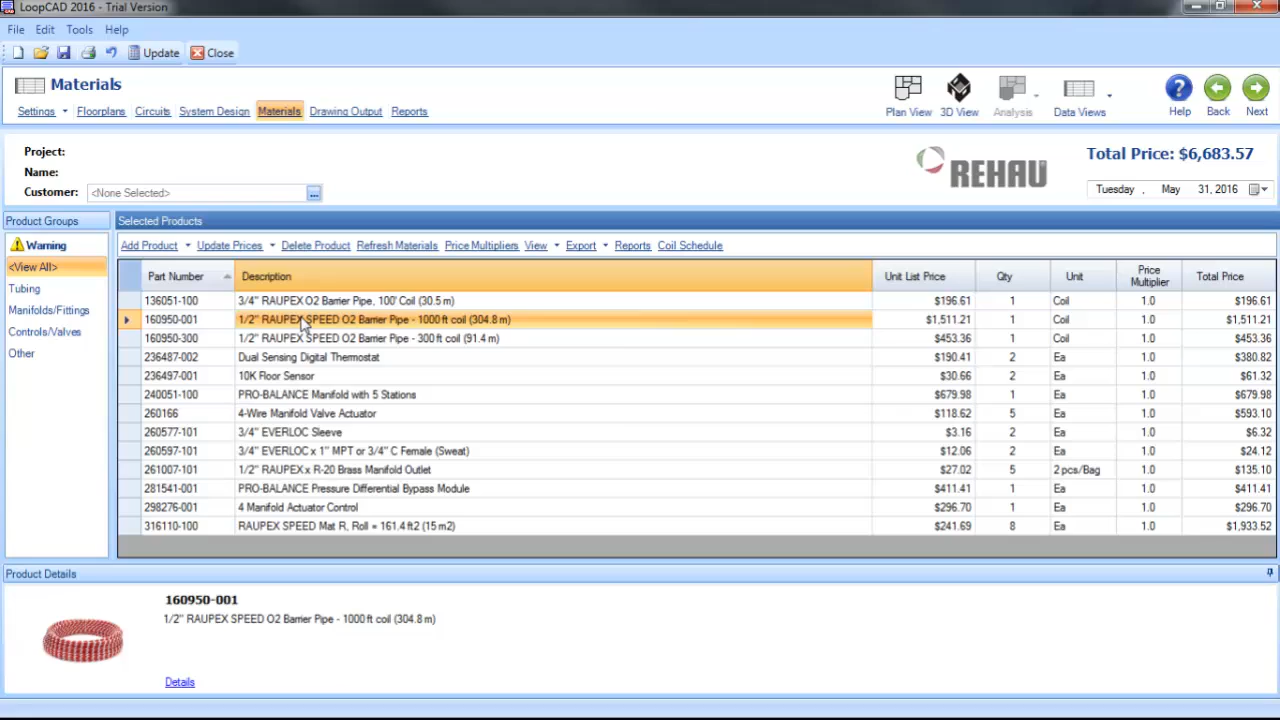 LoopCAD 2016 - Trial Version
File Edit Tools Help
Update Close
Materials
Settings Floorplans Circuits System Design Materials Drawing Output Reports
Plan View 3D View Analysis Data Views Help Back Next
Project:
Name:
Customer: <None Selected> ...
REHAU
Total Price: $6,683.57
Tuesday , May 31, 2016
Product Groups
Warning
<View All>
Tubing
Manifolds/Fittings
Controls/Valves
Other
Selected Products
Add Product Update Prices Delete Product Refresh Materials Price Multipliers View Export Reports Coil Schedule
Part Number Description Unit List Price Qty Unit Price Multiplier Total Price
136051-100 3/4" RAUPEX O2 Barrier Pipe, 100' Coil (30.5 m) $196.61 1 Coil 1.0 $196.61
160950-001 1/2" RAUPEX SPEED O2 Barrier Pipe - 1000 ft coil (304.8 m) $1,511.21 1 Coil 1.0 $1,511.21
160950-300 1/2" RAUPEX SPEED O2 Barrier Pipe - 300 ft coil (91.4 m) $453.36 1 Coil 1.0 $453.36
236487-002 Dual Sensing Digital Thermostat $190.41 2 Ea 1.0 $380.82
236497-001 10K Floor Sensor $30.66 2 Ea 1.0 $61.32
240051-100 PRO-BALANCE Manifold with 5 Stations $679.98 1 Ea 1.0 $679.98
260166 4-Wire Manifold Valve Actuator $118.62 5 Ea 1.0 $593.10
260577-101 3/4" EVERLOC Sleeve $3.16 2 Ea 1.0 $6.32
260597-101 3/4" EVERLOC x 1" MPT or 3/4" C Female (Sweat) $12.06 2 Ea 1.0 $24.12
261007-101 1/2" RAUPEX x R-20 Brass Manifold Outlet $27.02 5 2 pcs/Bag 1.0 $135.10
281541-001 PRO-BALANCE Pressure Differential Bypass Module $411.41 1 Ea 1.0 $411.41
298276-001 4 Manifold Actuator Control $296.70 1 Ea 1.0 $296.70
316110-100 RAUPEX SPEED Mat R, Roll = 161.4 ft2 (15 m2) $241.69 8 Ea 1.0 $1,933.52
Product Details
160950-001
1/2" RAUPEX SPEED O2 Barrier Pipe - 1000 ft coil (304.8 m)
Details